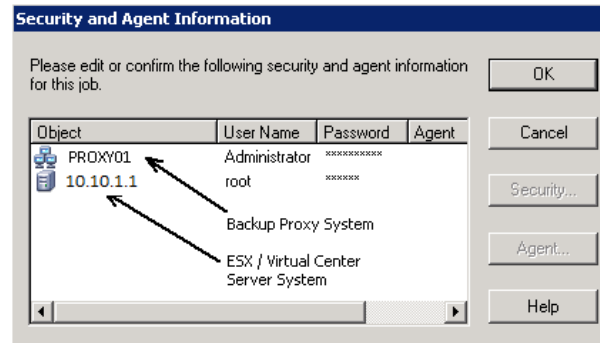 Security and Agent Information
Please edit or confirm the following security and agent information
for this job.
OK
Object User Name Password Agent
Cancel
PROXY01 Administrator **********
10.10.1.1 root ******
Security...
Backup Proxy System
Agent...
ESX / Virtual Center
Server System
Help